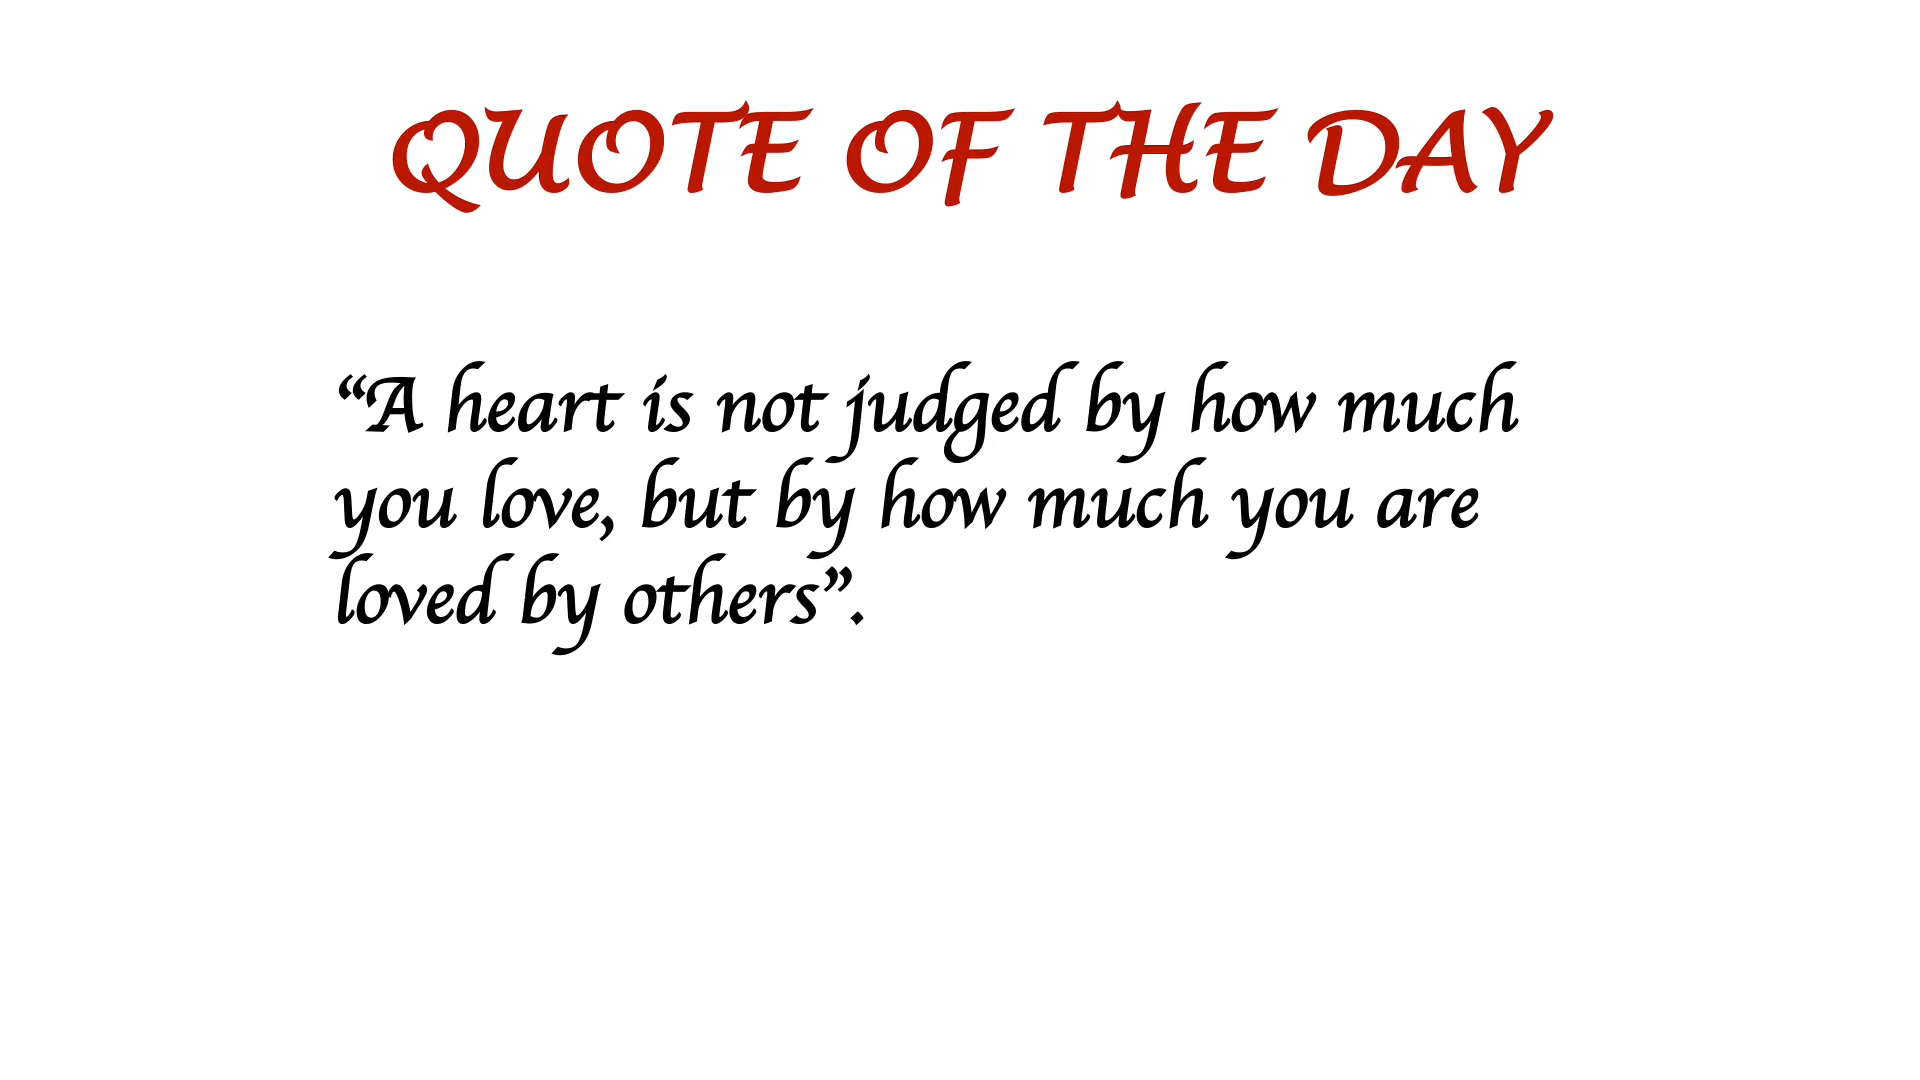 QUOTE OF THE DAY
“A heart is not judged by how much
you love, but by how much you are
loved by others”.